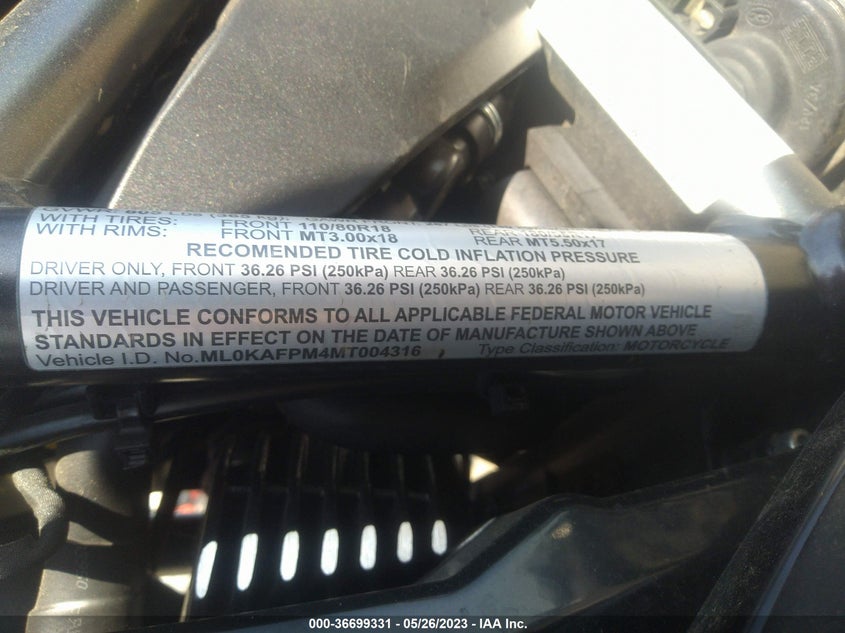 WITH TIRES: FRONT 110/80R18
WITH RIMS: FRONT MT3.00x18 REAR MT5.50x17
RECOMENDED TIRE COLD INFLATION PRESSURE
DRIVER ONLY, FRONT 36.26 PSI (250kPa) REAR 36.26 PSI (250kPa)
DRIVER AND PASSENGER, FRONT 36.26 PSI (250kPa) REAR 36.26 PSI (250kPa)
THIS VEHICLE CONFORMS TO ALL APPLICABLE FEDERAL MOTOR VEHICLE
STANDARDS IN EFFECT ON THE DATE OF MANUFACTURE SHOWN ABOVE
Vehicle I.D. No.ML0KAFPM4MT004316 Type Classification: MOTORCYCLE
000-36699331 - 05/26/2023 - IAA Inc.